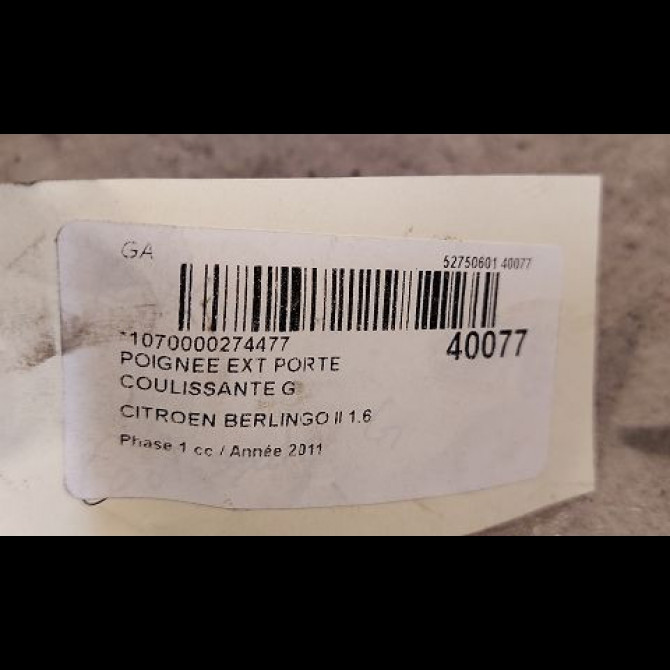 GA
52750601 40077
*1070000274477
40077
POIGNEE EXT PORTE
COULISSANTE G
CITROEN BERLINGO II 1.6
Phase 1 cc / Année 2011